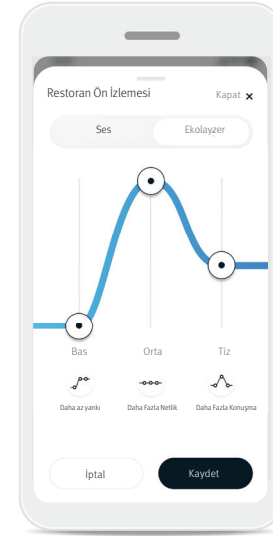 Restoran Ön İzlemesi
Kapat ×
Ses
Ekolayzer
Bas
Orta
Tiz
Daha az yankı
Daha Fazla Netlik
Daha Fazla Konuşma
İptal
Kaydet